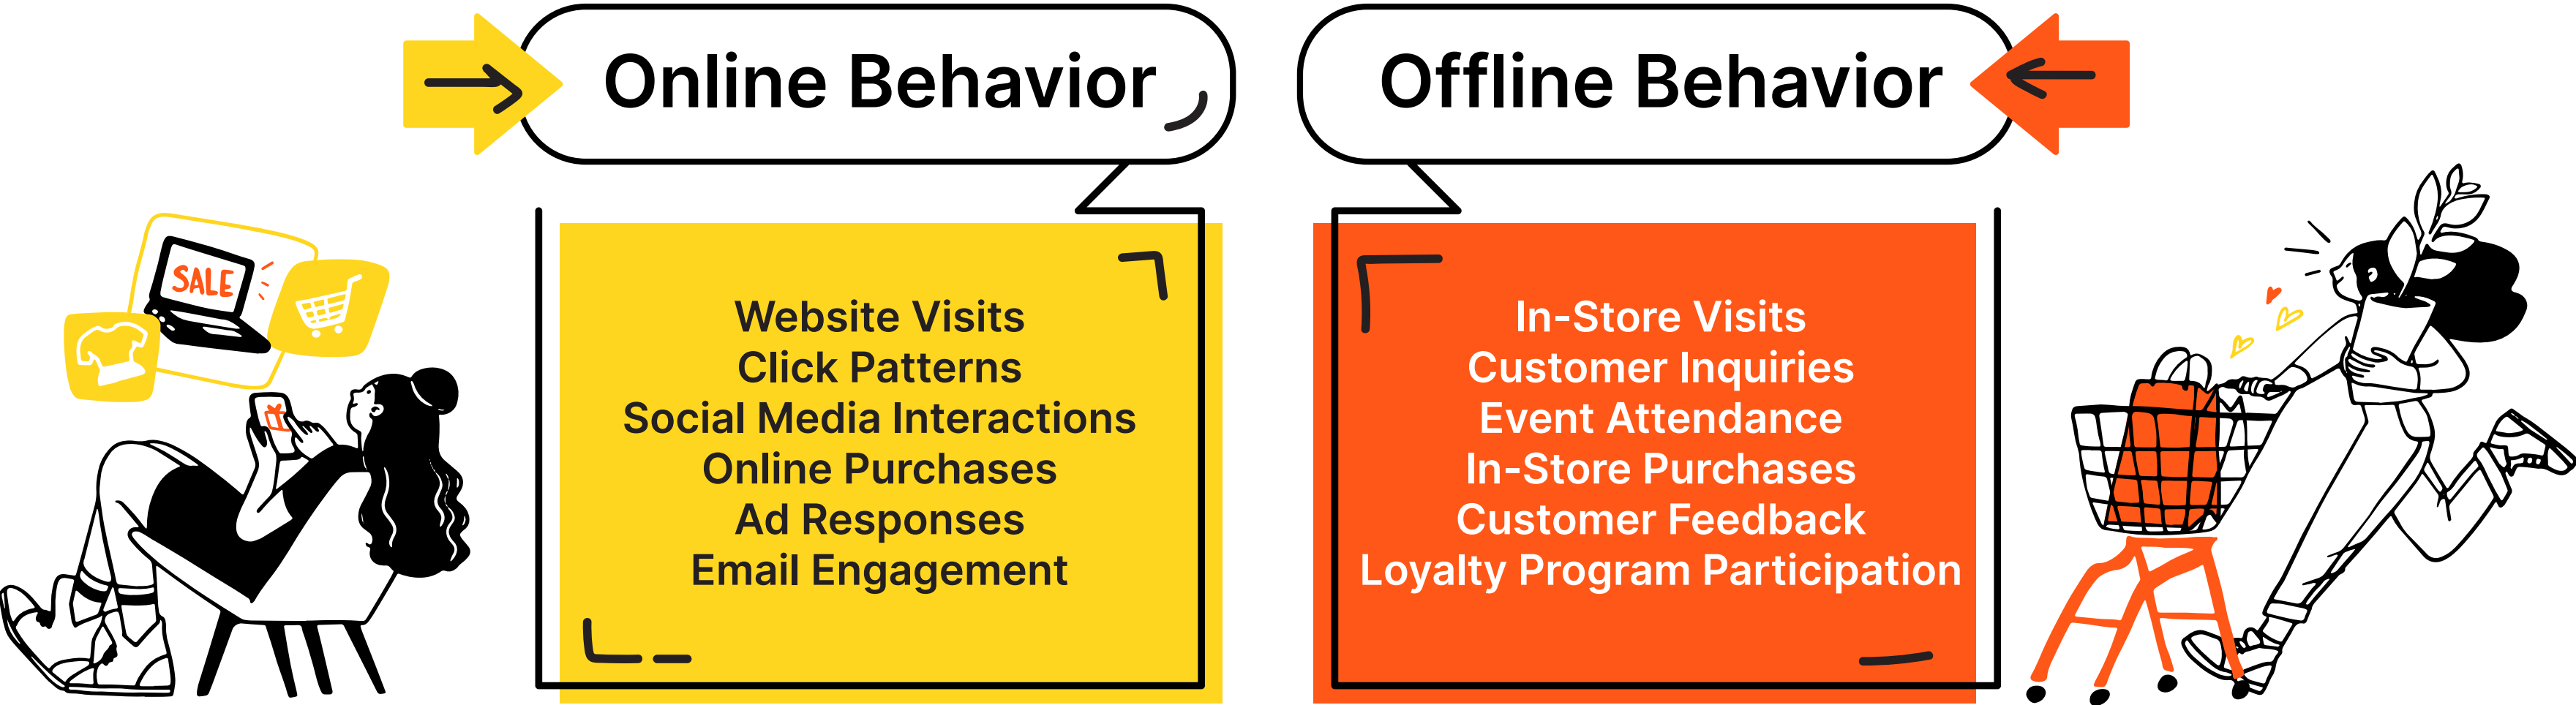 Online Behavior
Website Visits
Click Patterns
Social Media Interactions
Online Purchases
Ad Responses
Email Engagement
Offline Behavior
In-Store Visits
Customer Inquiries
Event Attendance
In-Store Purchases
Customer Feedback
Loyalty Program Participation
SALE